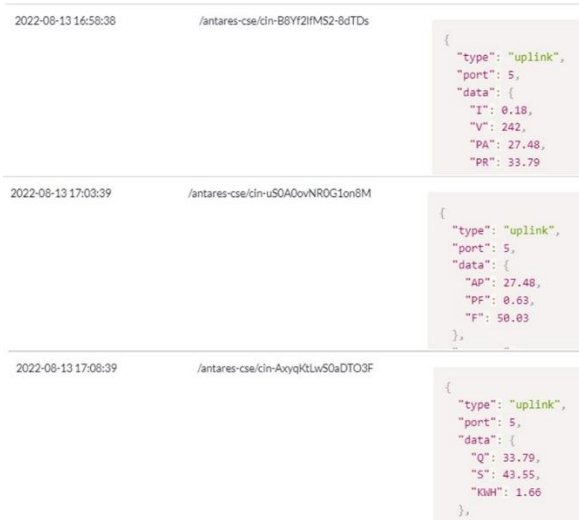 2022-08-13 16:58:38 /antares-cse/cin-B8Yf2IfMS2-8dTDs
{
"type": "uplink",
"port": 5,
"data": {
"I": 0.18,
"V": 242,
"PA": 27.48,
"PR": 33.79
2022-08-13 17:03:39 /antares-cse/cin-uS0A0ovNR0G1on8M
{
"type": "uplink",
"port": 5,
"data": {
"AP": 27.48,
"PF": 0.63,
"F": 50.03
},
2022-08-13 17:08:39 /antares-cse/cin-AxyqKtLwS0aDTO3F
{
"type": "uplink",
"port": 5,
"data": {
"Q": 33.79,
"S": 43.55,
"KWH": 1.66
},